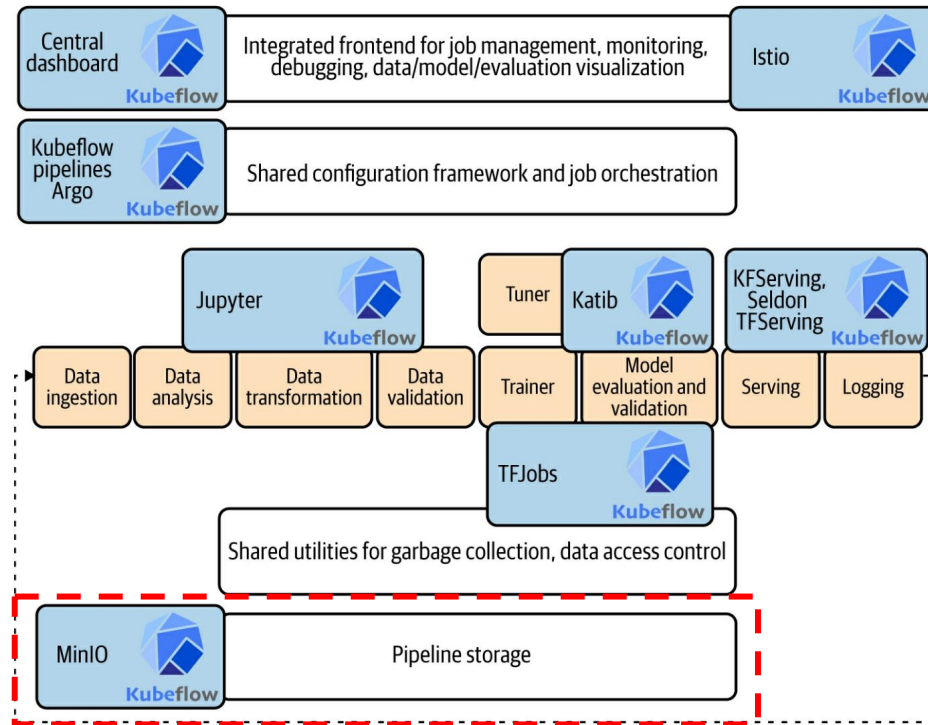 Central
dashboard
Kubeflow
Integrated frontend for job management, monitoring,
debugging, data/model/evaluation visualization
Istio
Kubeflow
Kubeflow
pipelines
Argo
Kubeflow
Shared configuration framework and job orchestration
Jupyter
Kubeflow
Tuner
Katib
Kubeflow
KFServing,
Seldon
TFServing
Kubeflow
Data
ingestion
Data
analysis
Data
transformation
Data
validation
Trainer
Model
evaluation and
validation
Serving
Logging
TFJobs
Kubeflow
Shared utilities for garbage collection, data access control
MinIO
Kubeflow
Pipeline storage